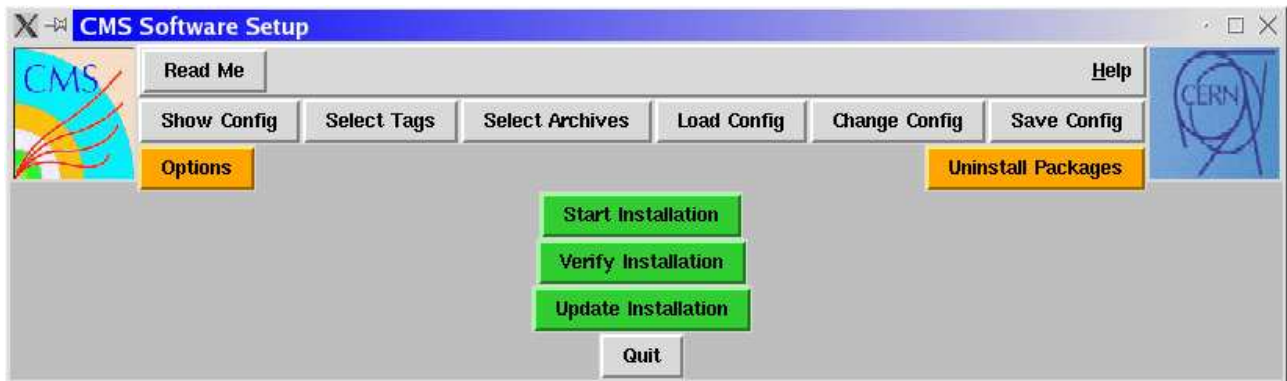 CMS Software Setup
CMS
Read Me Help
CERN
Show Config Select Tags Select Archives Load Config Change Config Save Config
Options Uninstall Packages
Start Installation
Verify Installation
Update Installation
Quit